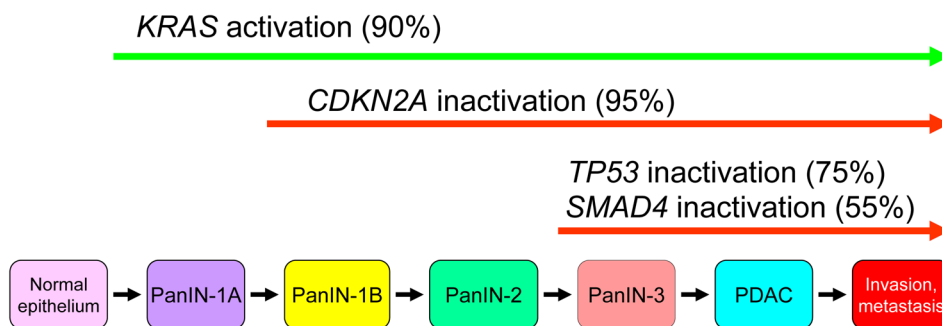 KRAS activation (90%)
CDKN2A inactivation (95%)
TP53 inactivation (75%)
SMAD4 inactivation (55%)
Normal
epithelium
PanIN-1A
PanIN-1B
PanIN-2
PanIN-3
PDAC
Invasion,
metastasis